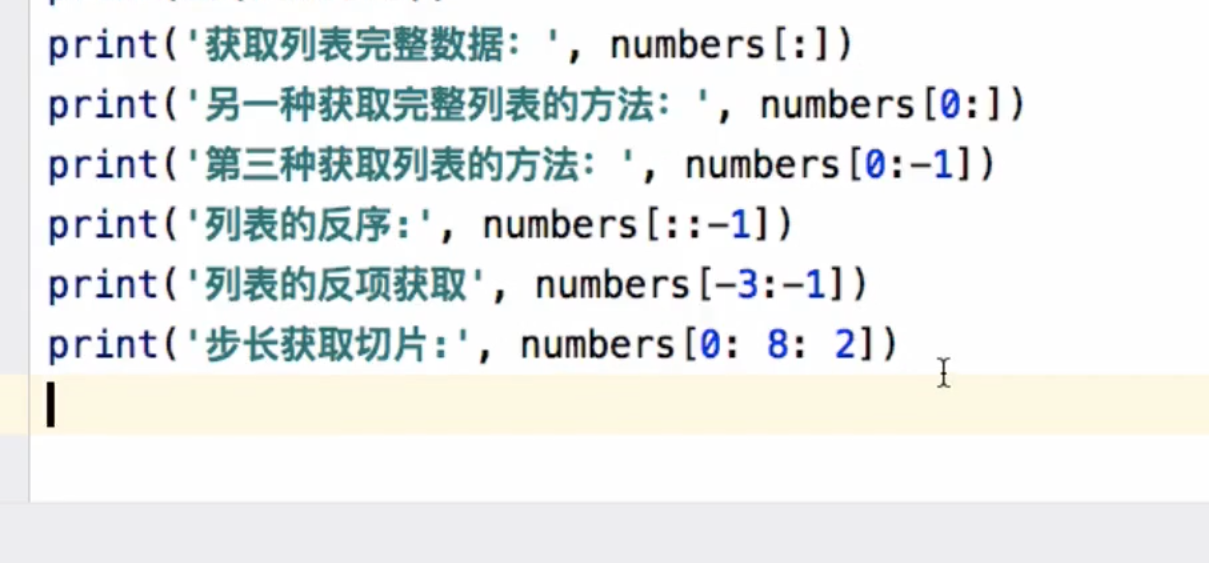 print('获取列表完整数据：', numbers[:])
print('另一种获取完整列表的方法：', numbers[0:])
print('第三种获取列表的方法：', numbers[0:-1])
print('列表的反序:', numbers[::-1])
print('列表的反项获取', numbers[-3:-1])
print('步长获取切片:', numbers[0: 8: 2])